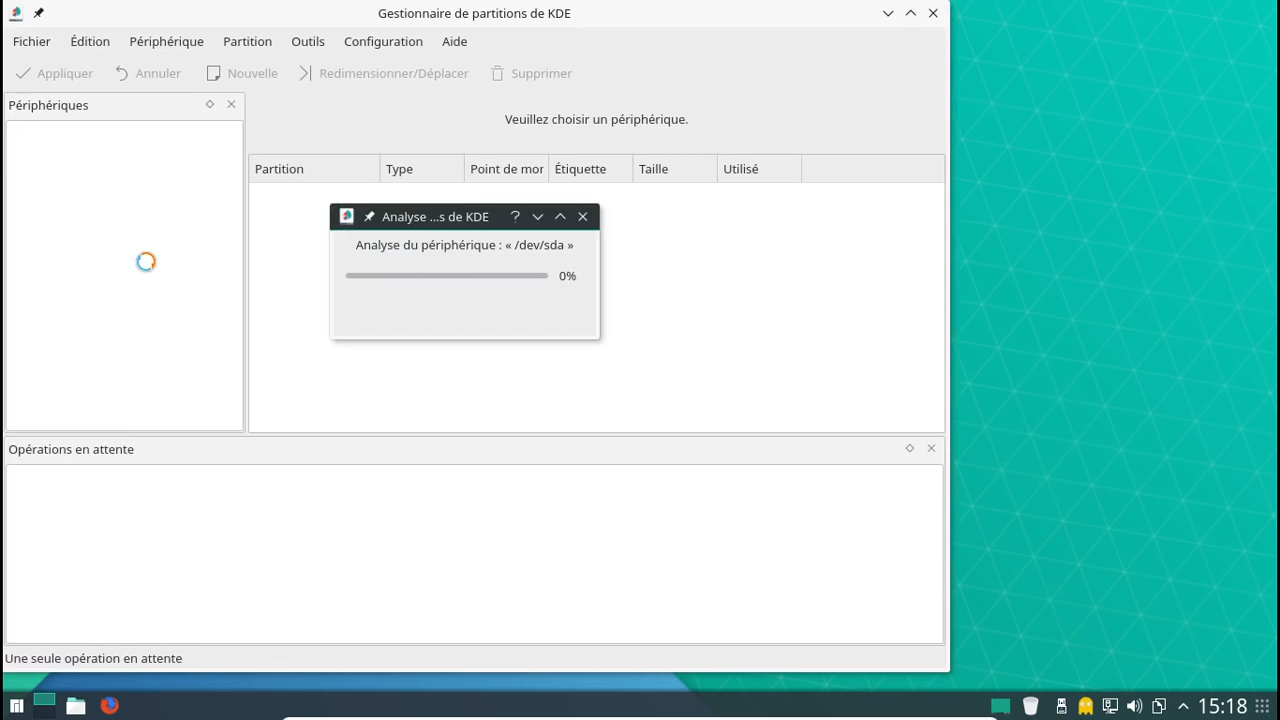 Gestionnaire de partitions de KDE
Fichier Édition Périphérique Partition Outils Configuration Aide
Appliquer Annuler Nouvelle Redimensionner/Déplacer Supprimer
Périphériques
Veuillez choisir un périphérique.
Partition Type Point de mor Étiquette Taille Utilisé
Analyse ...s de KDE
Analyse du périphérique : « /dev/sda »
0%
Opérations en attente
Une seule opération en attente
15:18